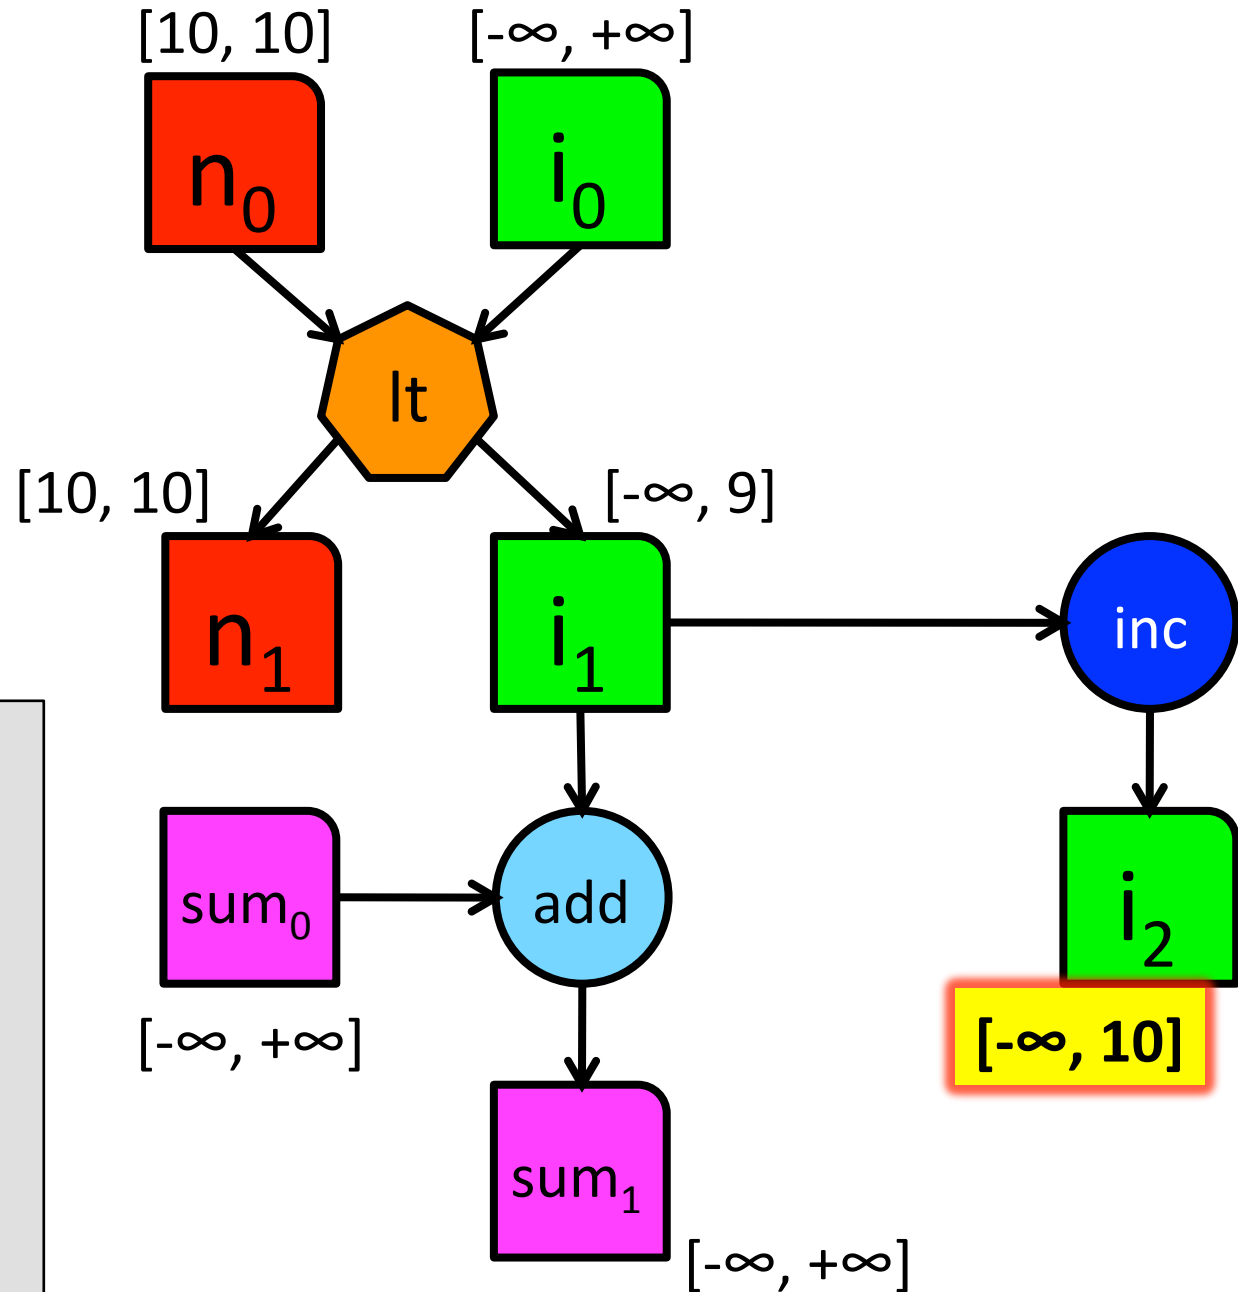 [10, 10] [-∞, +∞]
n₀ i₀
lt
[10, 10] [-∞, 9]
n₁ i₁ inc
sum₀ add i₂
[-∞, +∞] [-∞, 10]
sum₁
[-∞, +∞]